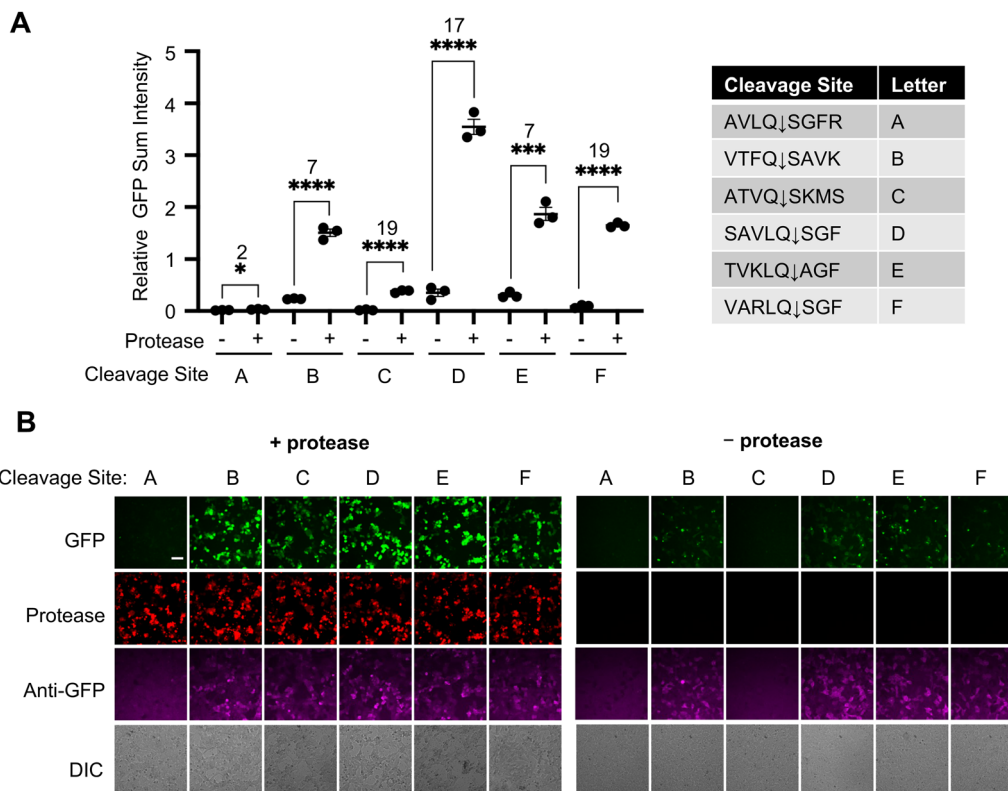 A
Relative GFP Sum Intensity
5
4
3
2
1
0
2
*
7
****
19
****
17
****
7
***
19
****
Protease - + - + - + - + - + - +
Cleavage Site A B C D E F
Cleavage Site Letter
AVLQ↓SGFR A
VTFQ↓SAVK B
ATVQ↓SKMS C
SAVLQ↓SGF D
TVKLQ↓AGF E
VARLQ↓SGF F
B
+ protease
– protease
Cleavage Site: A B C D E F A B C D E F
GFP
Protease
Anti-GFP
DIC